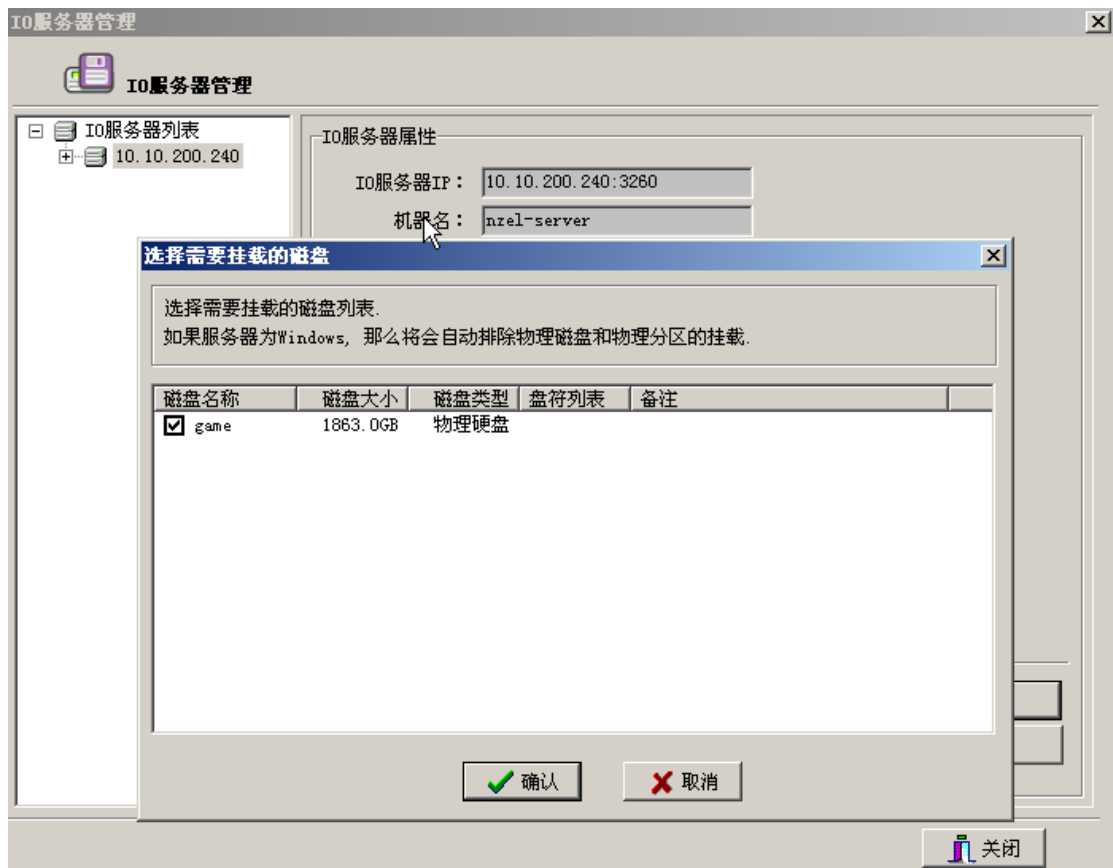 IO服务器管理
IO服务器管理
IO服务器列表
10.10.200.240
IO服务器属性
IO服务器IP： 10.10.200.240:3260
机器名： nzel-server
选择需要挂载的磁盘
选择需要挂载的磁盘列表.
如果服务器为Windows, 那么将会自动排除物理磁盘和物理分区的挂载.
磁盘名称 磁盘大小 磁盘类型 盘符列表 备注
game 1863.0GB 物理硬盘
确认 取消
关闭